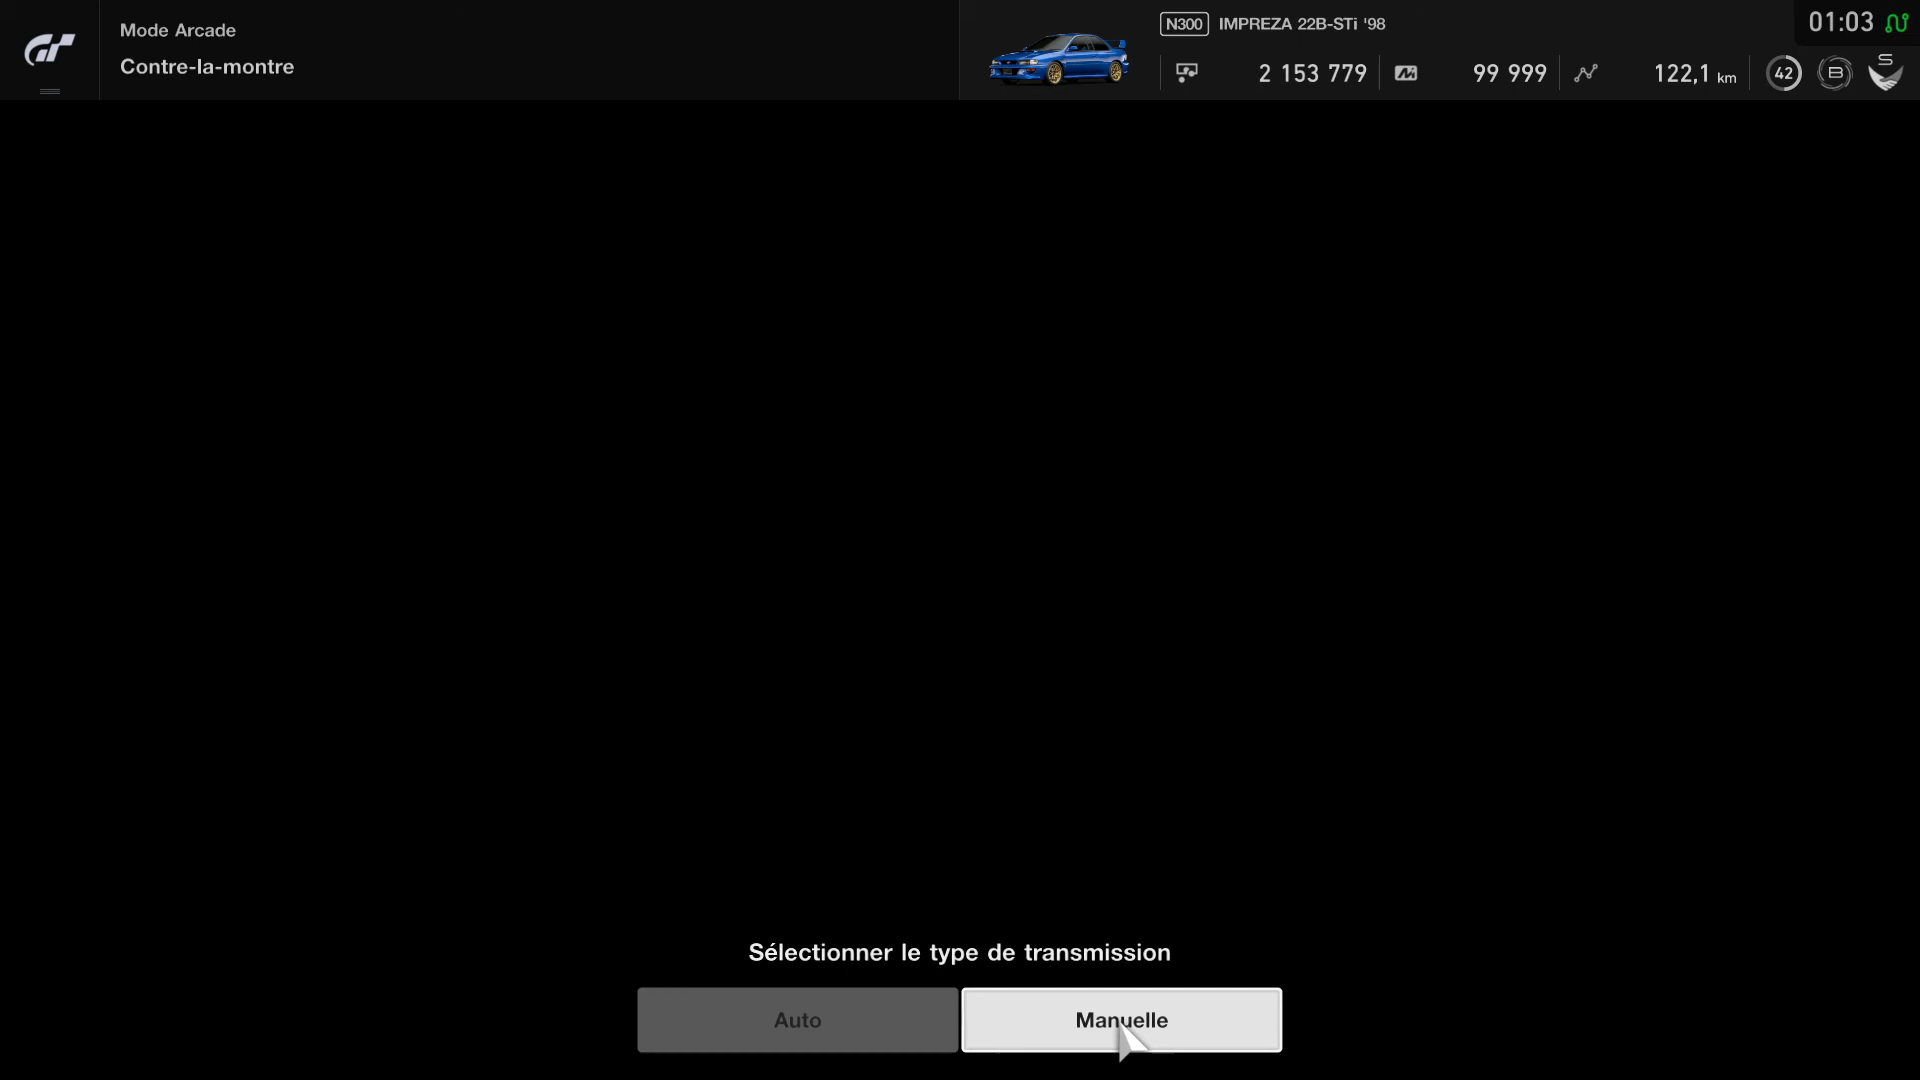 Mode Arcade
Contre-la-montre
N300 IMPREZA 22B-STi '98
01:03
2 153 779
99 999
122,1 km
42
B
S
Sélectionner le type de transmission
Auto
Manuelle